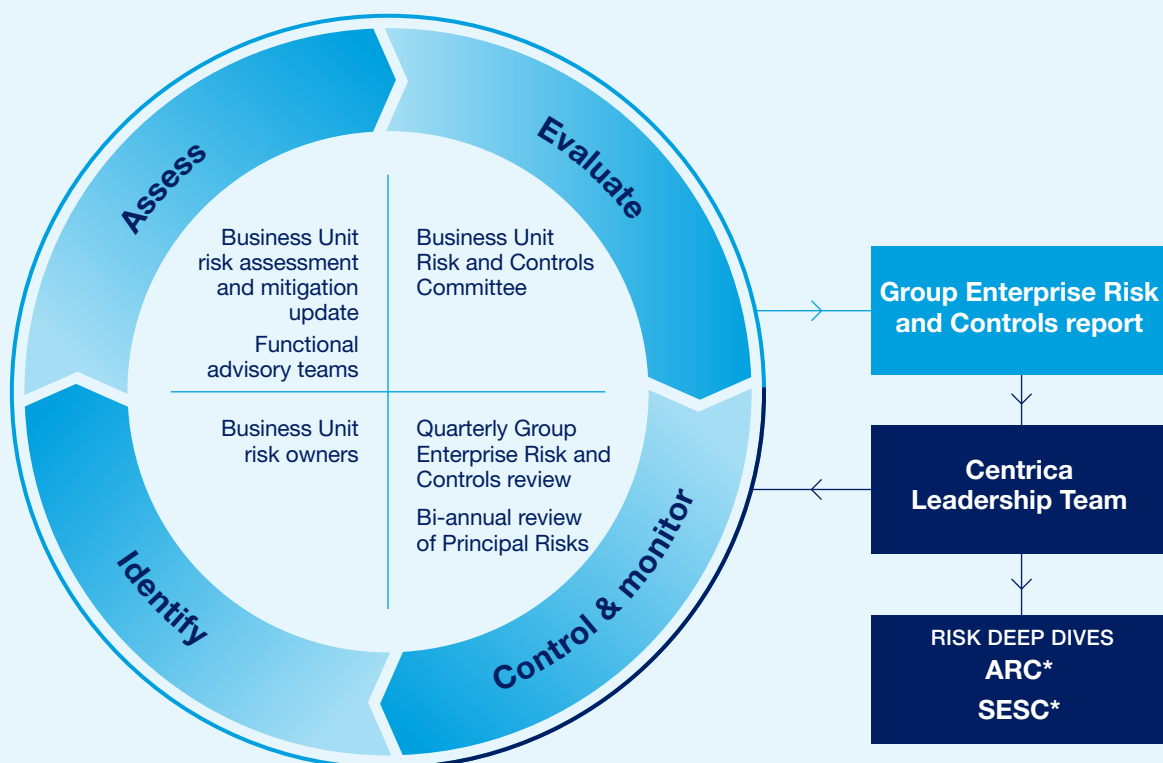 Assess
Evaluate
Business Unit
risk assessment
and mitigation
update
Functional
advisory teams
Business Unit
Risk and Controls
Committee
Business Unit
risk owners
Quarterly Group
Enterprise Risk and
Controls review
Bi-annual review
of Principal Risks
Identify
Control & monitor
Group Enterprise Risk
and Controls report
Centrica
Leadership Team
RISK DEEP DIVES
ARC*
SESC*